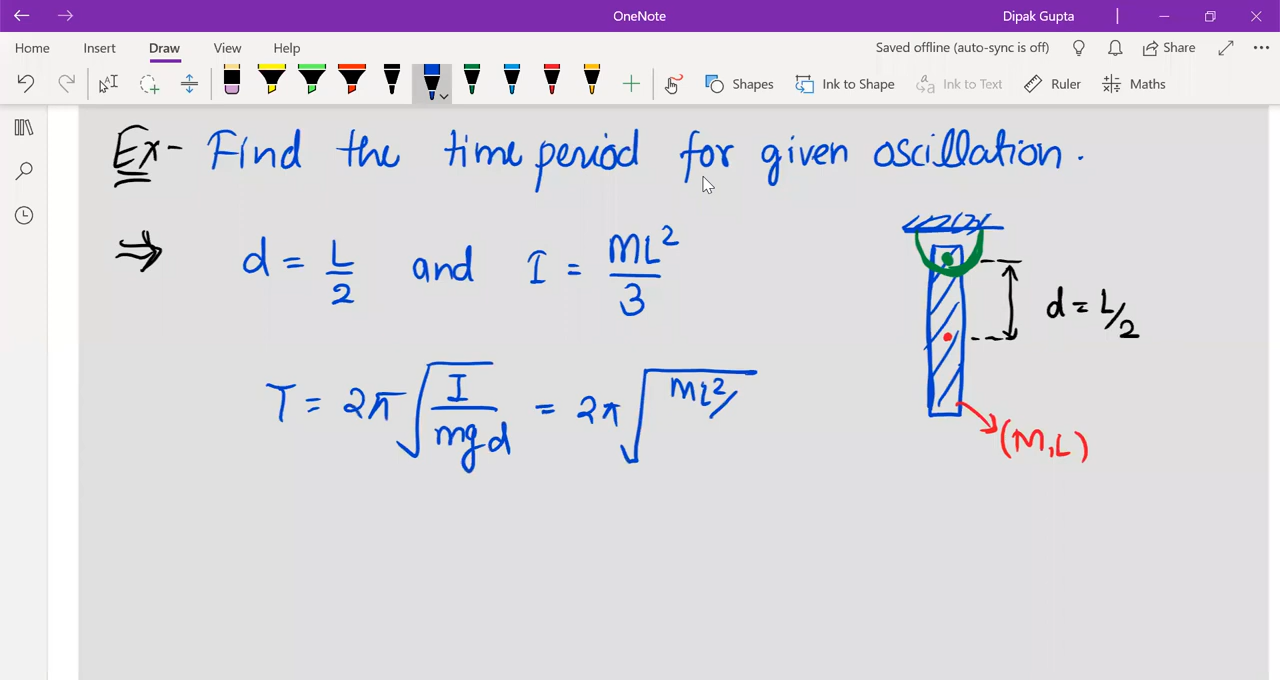 OneNote
Dipak Gupta
Home Insert Draw View Help
Saved offline (auto-sync is off)
Share
Shapes
Ink to Shape
Ink to Text
Ruler
Maths
Ex- Find the time period for given oscillation.
⇒ d = L/2 and I = ML²/3
d = L/2
T = 2π√(I/mgd) = 2π√(ML²/
(M,L)